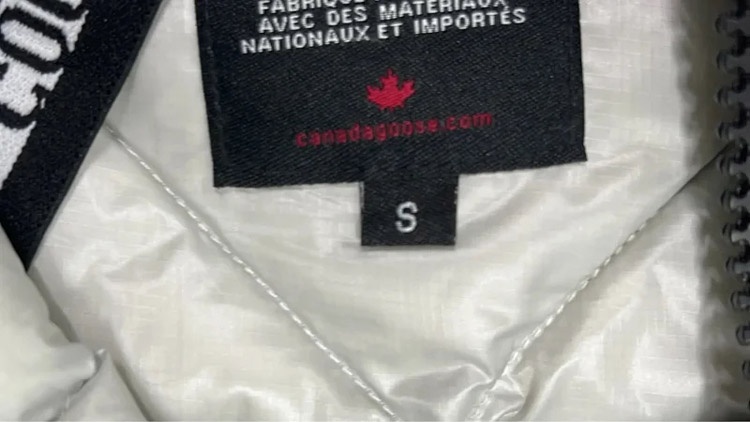 FABRIQUÉ
AVEC DES MATÉRIAUX
NATIONAUX ET IMPORTÉS
canadagoose.com
S